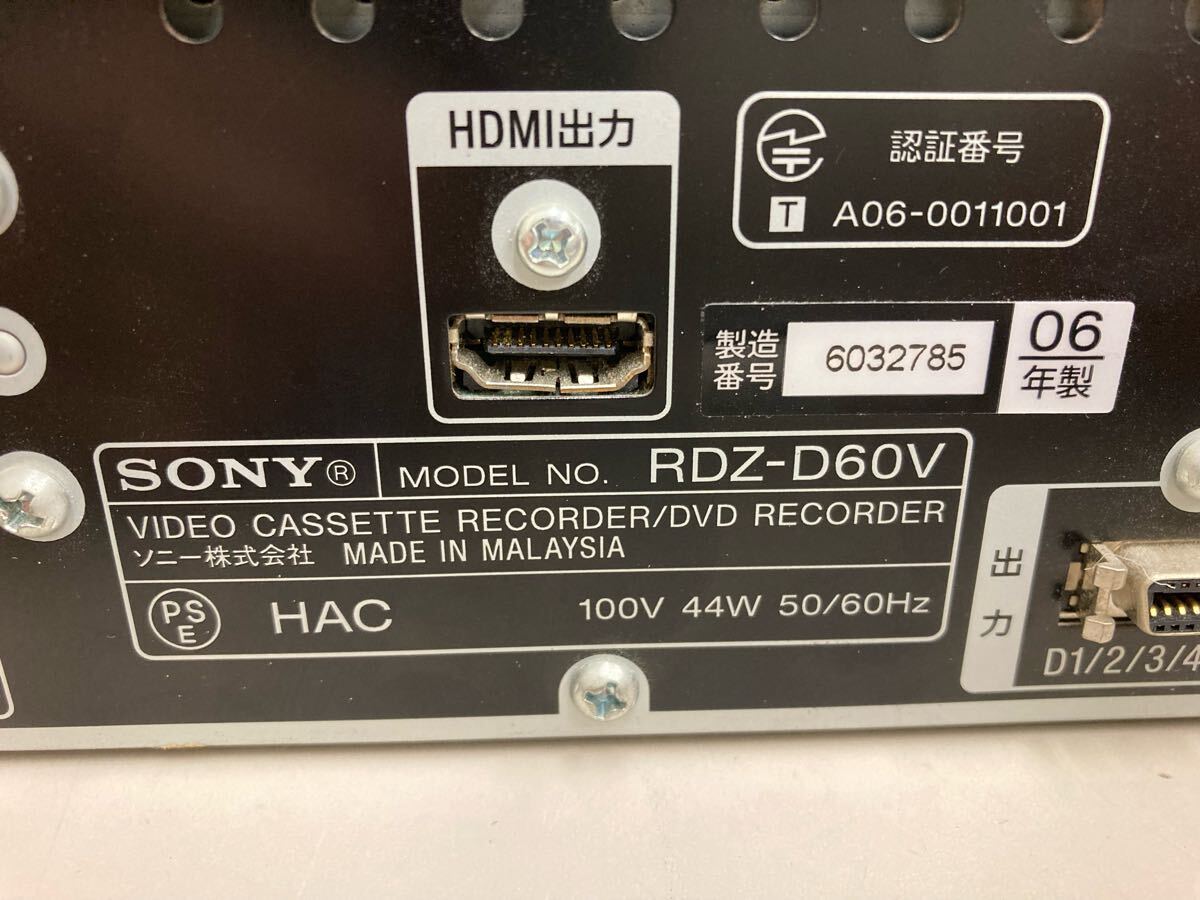 HDMI出力
認証番号
T A06-0011001
製造
番号
6032785
06
年製
SONY® MODEL NO. RDZ-D60V
VIDEO CASSETTE RECORDER/DVD RECORDER
ソニー株式会社 MADE IN MALAYSIA
PSE HAC 100V 44W 50/60Hz
出力
D1/2/3/4